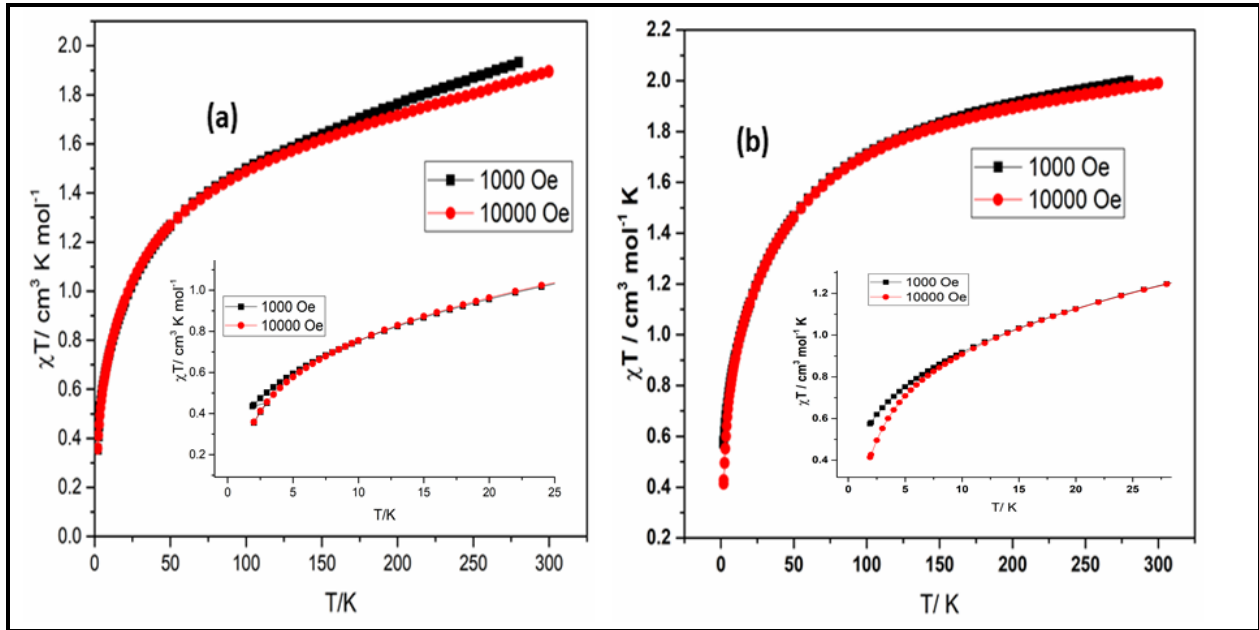 (a)
χT/ cm³ K mol⁻¹
2.0
1.8
1.6
1.4
1.2
1.0
0.8
0.6
0.4
0.2
0.0
0 50 100 150 200 250 300
T/K
1000 Oe
10000 Oe
χT/ cm³ K mol⁻¹
1.0
0.8
0.6
0.4
0.2
1000 Oe
10000 Oe
0 5 10 15 20 25
T/K
(b)
χT / cm³ mol⁻¹ K
2.2
2.0
1.8
1.6
1.4
1.2
1.0
0.8
0.6
0.4
0.2
0 50 100 150 200 250 300
T/ K
1000 Oe
10000 Oe
χT / cm³ mol⁻¹ K
1.2
1.0
0.8
0.6
0.4
1000 Oe
10000 Oe
0 5 10 15 20 25
T/ K